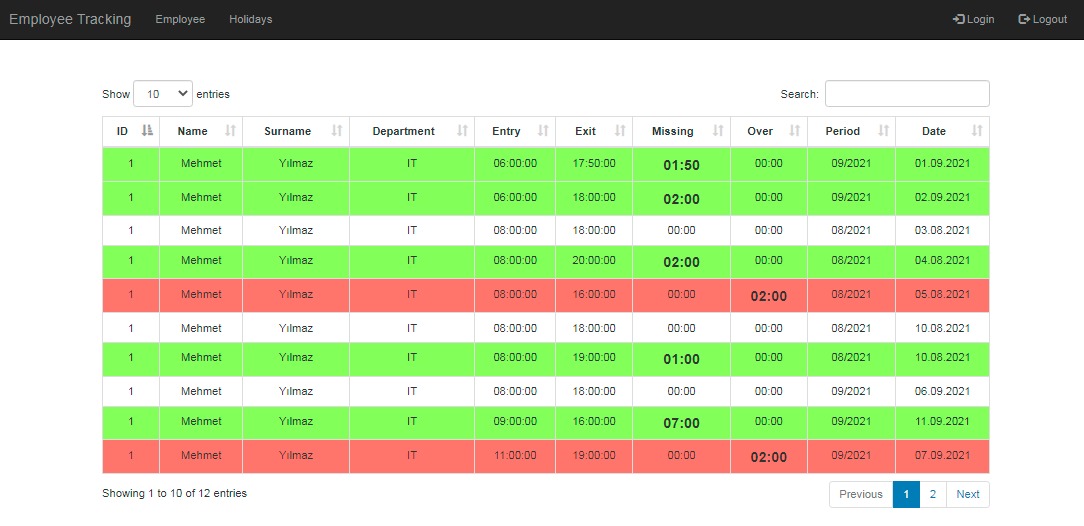 Employee Tracking Employee Holidays Login Logout
Show 10 entries Search:
ID Name Surname Department Entry Exit Missing Over Period Date
1 Mehmet Yılmaz IT 06:00:00 17:50:00 01:50 00:00 09/2021 01.09.2021
1 Mehmet Yılmaz IT 06:00:00 18:00:00 02:00 00:00 09/2021 02.09.2021
1 Mehmet Yılmaz IT 08:00:00 18:00:00 00:00 00:00 08/2021 03.08.2021
1 Mehmet Yılmaz IT 08:00:00 20:00:00 02:00 00:00 08/2021 04.08.2021
1 Mehmet Yılmaz IT 08:00:00 16:00:00 00:00 02:00 08/2021 05.08.2021
1 Mehmet Yılmaz IT 08:00:00 18:00:00 00:00 00:00 08/2021 10.08.2021
1 Mehmet Yılmaz IT 08:00:00 19:00:00 01:00 00:00 08/2021 10.08.2021
1 Mehmet Yılmaz IT 08:00:00 18:00:00 00:00 00:00 09/2021 06.09.2021
1 Mehmet Yılmaz IT 09:00:00 16:00:00 07:00 00:00 09/2021 11.09.2021
1 Mehmet Yılmaz IT 11:00:00 19:00:00 00:00 02:00 09/2021 07.09.2021
Showing 1 to 10 of 12 entries Previous 1 2 Next